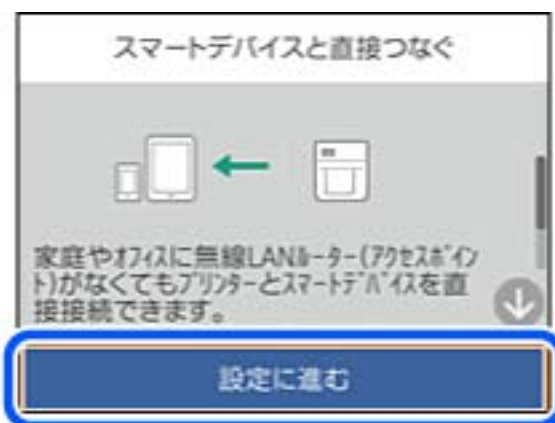 スマートデバイスと直接つなぐ
家庭やｵﾌｨｽに無線LANﾙｰﾀｰ(ｱｸｾｽﾎﾟｲﾝ
ﾄ)がなくてもﾌﾟﾘﾝﾀｰとｽﾏｰﾄﾃﾞﾊﾞｲｽを直
接接続できます。
設定に進む